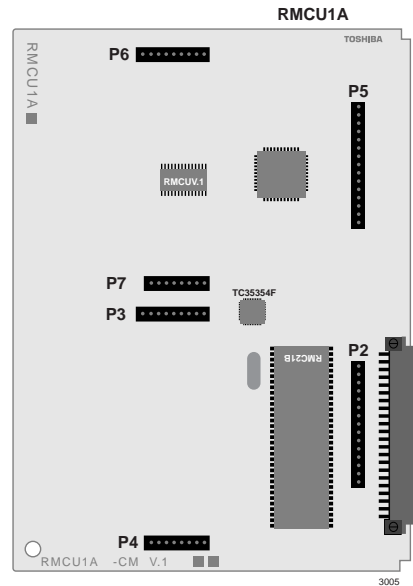 RMCU1A
TOSHIBA
RMCU1A
P6
P5
RMCUV.1
P7
TC35354F
P3
P2
RMC21B
P4
RMCU1A -CM V.1
3005